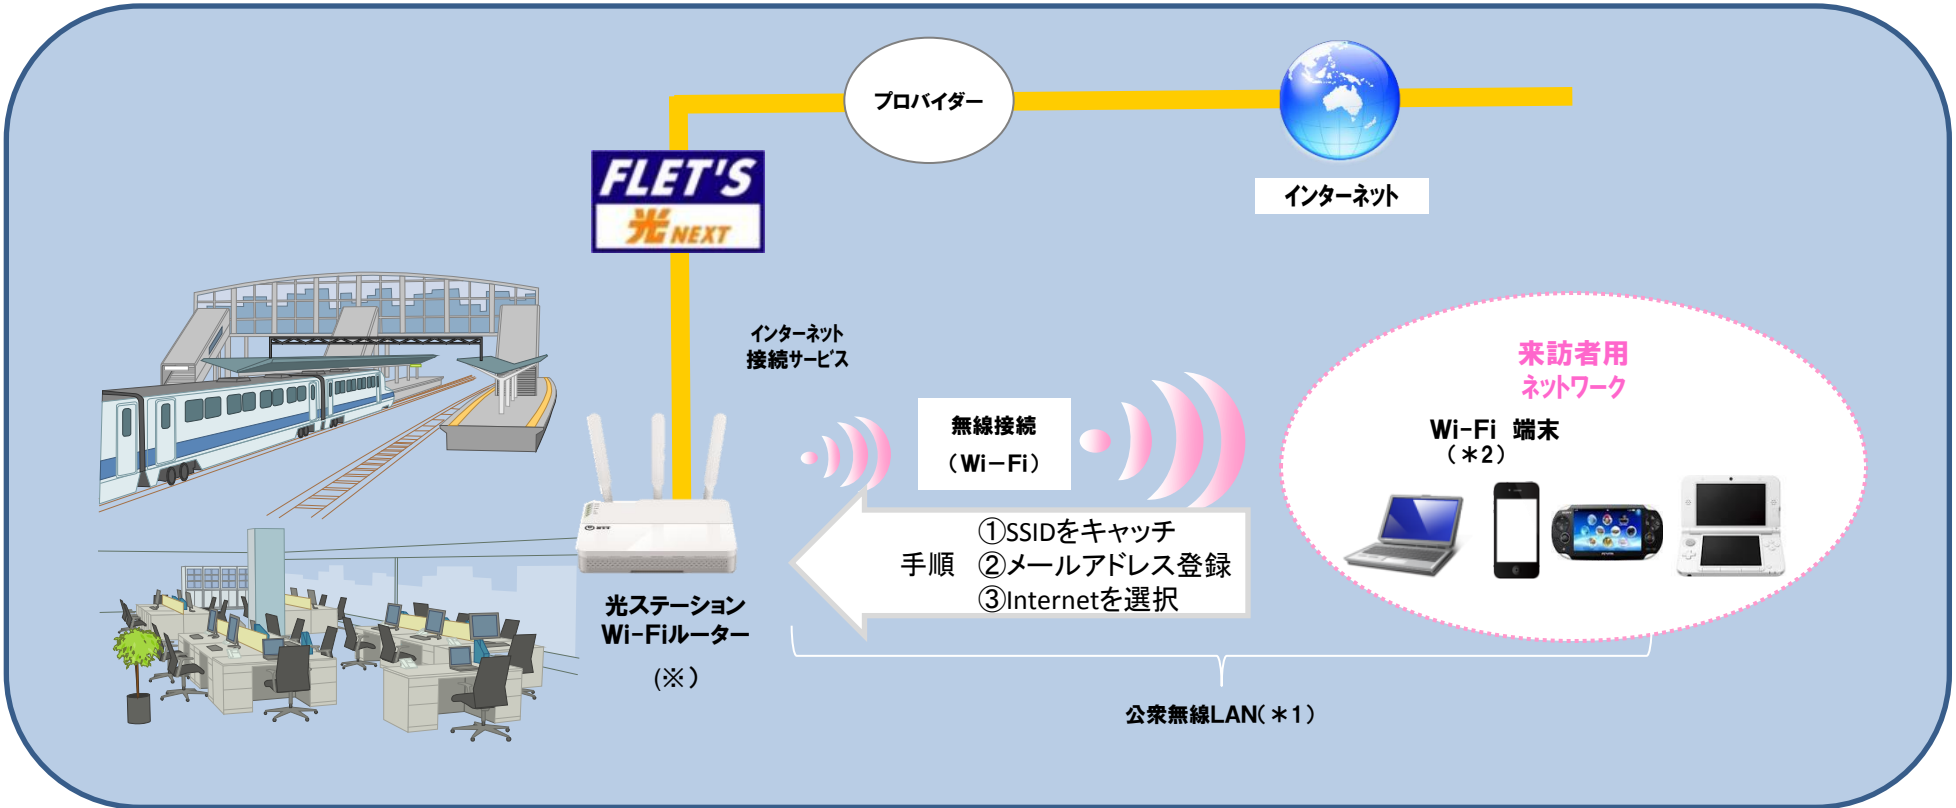 プロバイダー
FLET'S
光 NEXT
インターネット
インターネット
接続サービス
来訪者用
ネットワーク
Wi-Fi 端末
(＊2)
無線接続
(Wi-Fi)
手順
①SSIDをキャッチ
②メールアドレス登録
③Internetを選択
光ステーション
Wi-Fiルーター
(※)
公衆無線LAN(＊1)